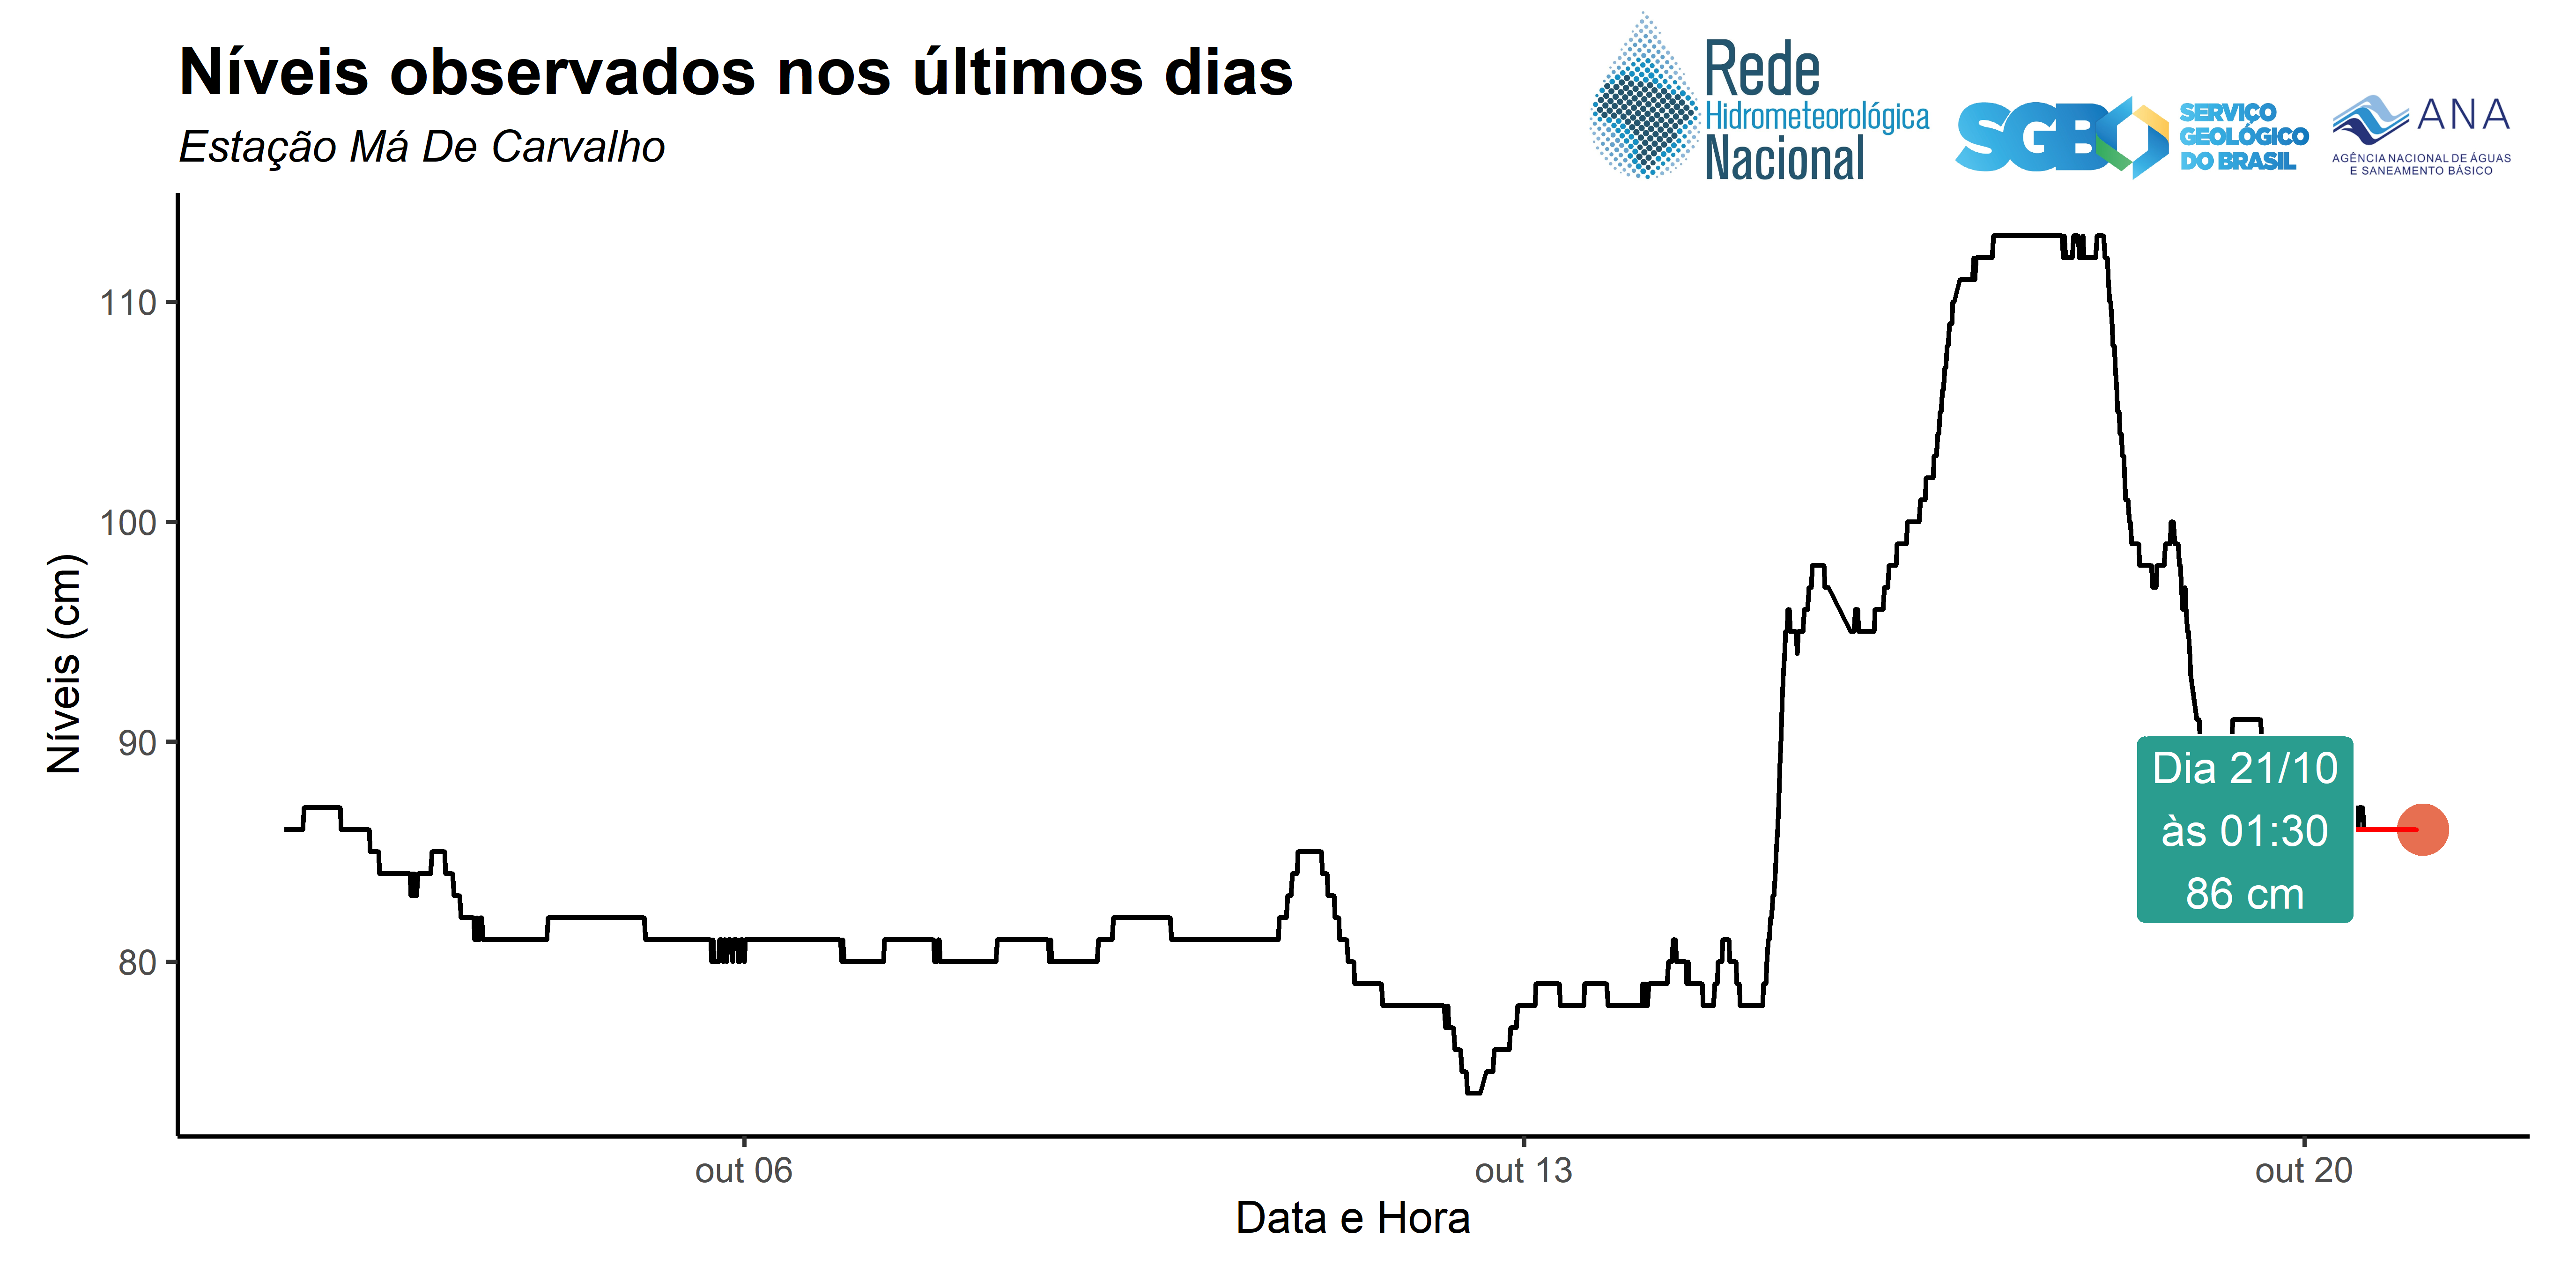 Níveis observados nos últimos dias
Estação Má De Carvalho
Rede
Hidrometeorológica
Nacional
SGB
SERVIÇO
GEOLÓGICO
DO BRASIL
ANA
AGÊNCIA NACIONAL DE ÁGUAS
E SANEAMENTO BÁSICO
Níveis (cm)
110
100
90
80
Dia 21/10
às 01:30
86 cm
out 06
out 13
out 20
Data e Hora